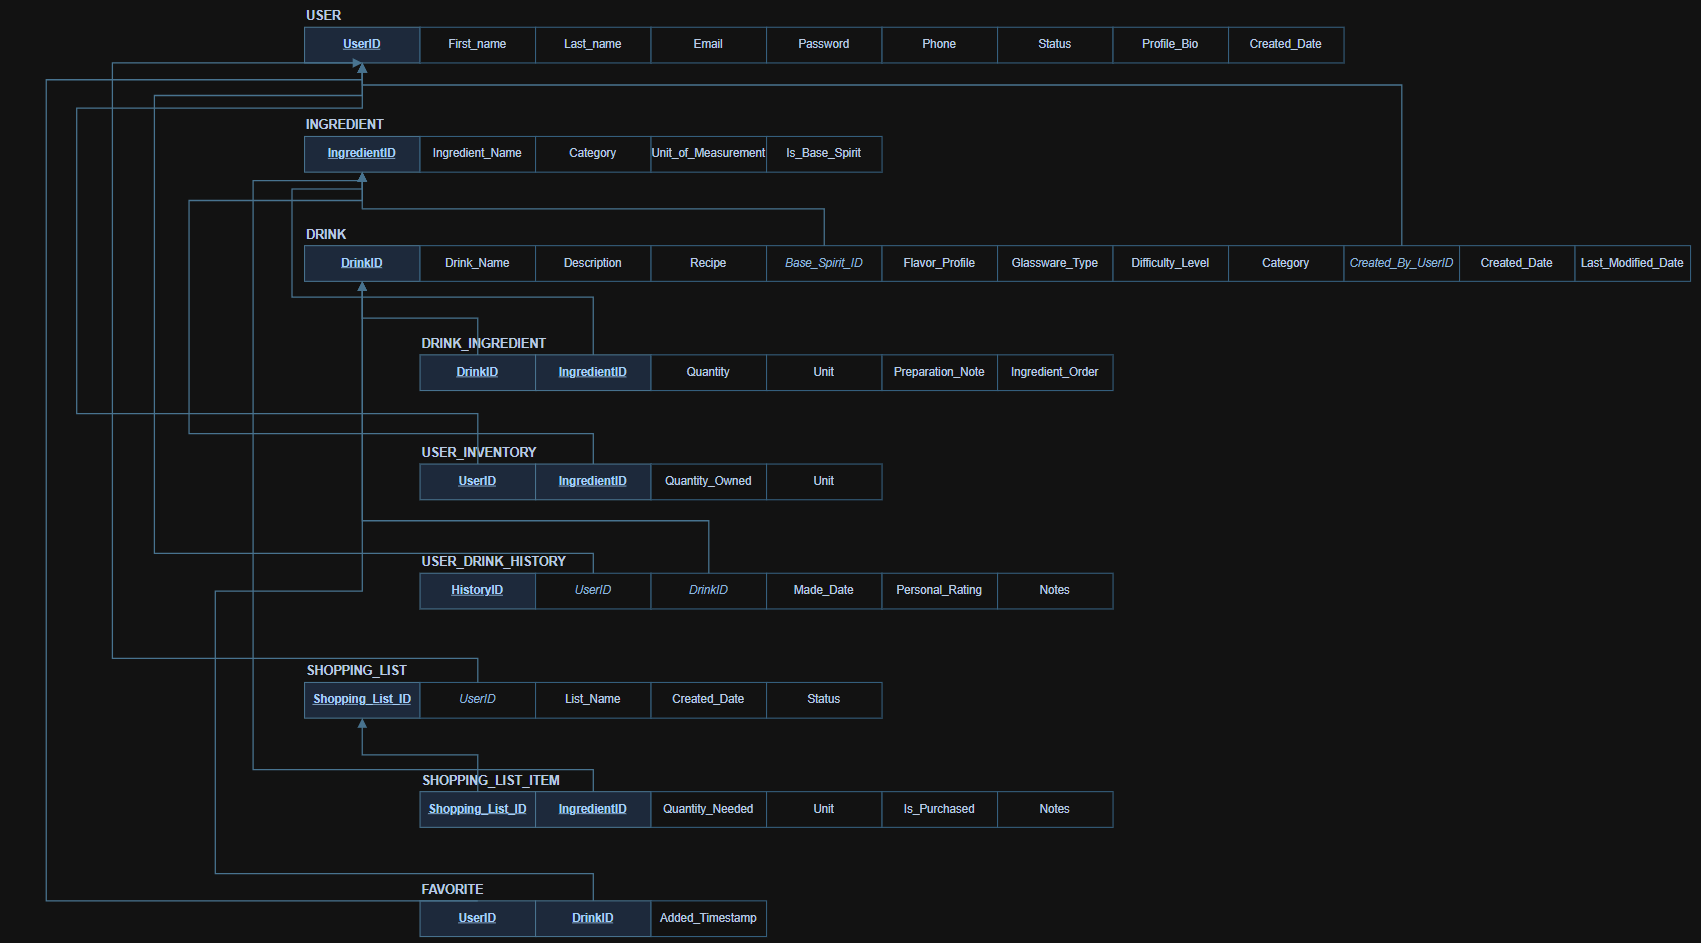 USER
UserID First_name Last_name Email Password Phone Status Profile_Bio Created_Date
INGREDIENT
IngredientID Ingredient_Name Category Unit_of_Measurement Is_Base_Spirit
DRINK
DrinkID Drink_Name Description Recipe Base_Spirit_ID Flavor_Profile Glassware_Type Difficulty_Level Category Created_By_UserID Created_Date Last_Modified_Date
DRINK_INGREDIENT
DrinkID IngredientID Quantity Unit Preparation_Note Ingredient_Order
USER_INVENTORY
UserID IngredientID Quantity_Owned Unit
USER_DRINK_HISTORY
HistoryID UserID DrinkID Made_Date Personal_Rating Notes
SHOPPING_LIST
Shopping_List_ID UserID List_Name Created_Date Status
SHOPPING_LIST_ITEM
Shopping_List_ID IngredientID Quantity_Needed Unit Is_Purchased Notes
FAVORITE
UserID DrinkID Added_Timestamp